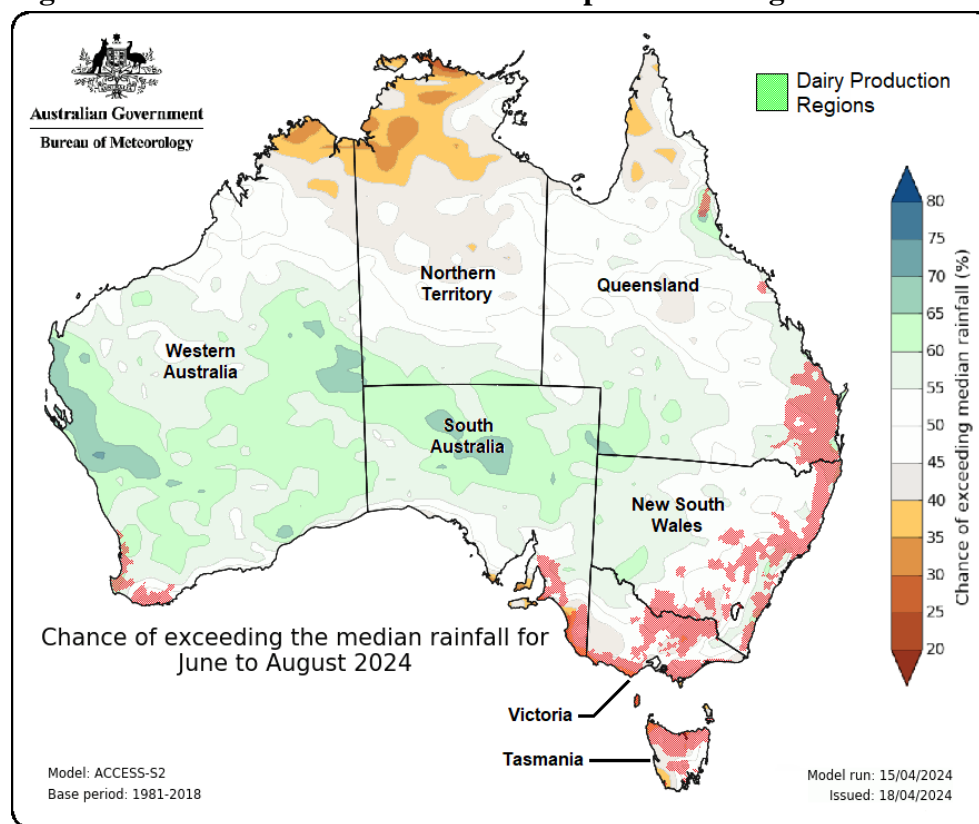 Australian Government
Bureau of Meteorology
Dairy Production
Regions
Northern
Territory
Queensland
Western
Australia
South
Australia
New South
Wales
80
75
70
65
60
55
50
45
40
35
30
25
20
Chance of exceeding median rainfall (%)
Chance of exceeding the median rainfall for
June to August 2024
Victoria
Tasmania
Model: ACCESS-S2
Base period: 1981-2018
Model run: 15/04/2024
Issued: 18/04/2024